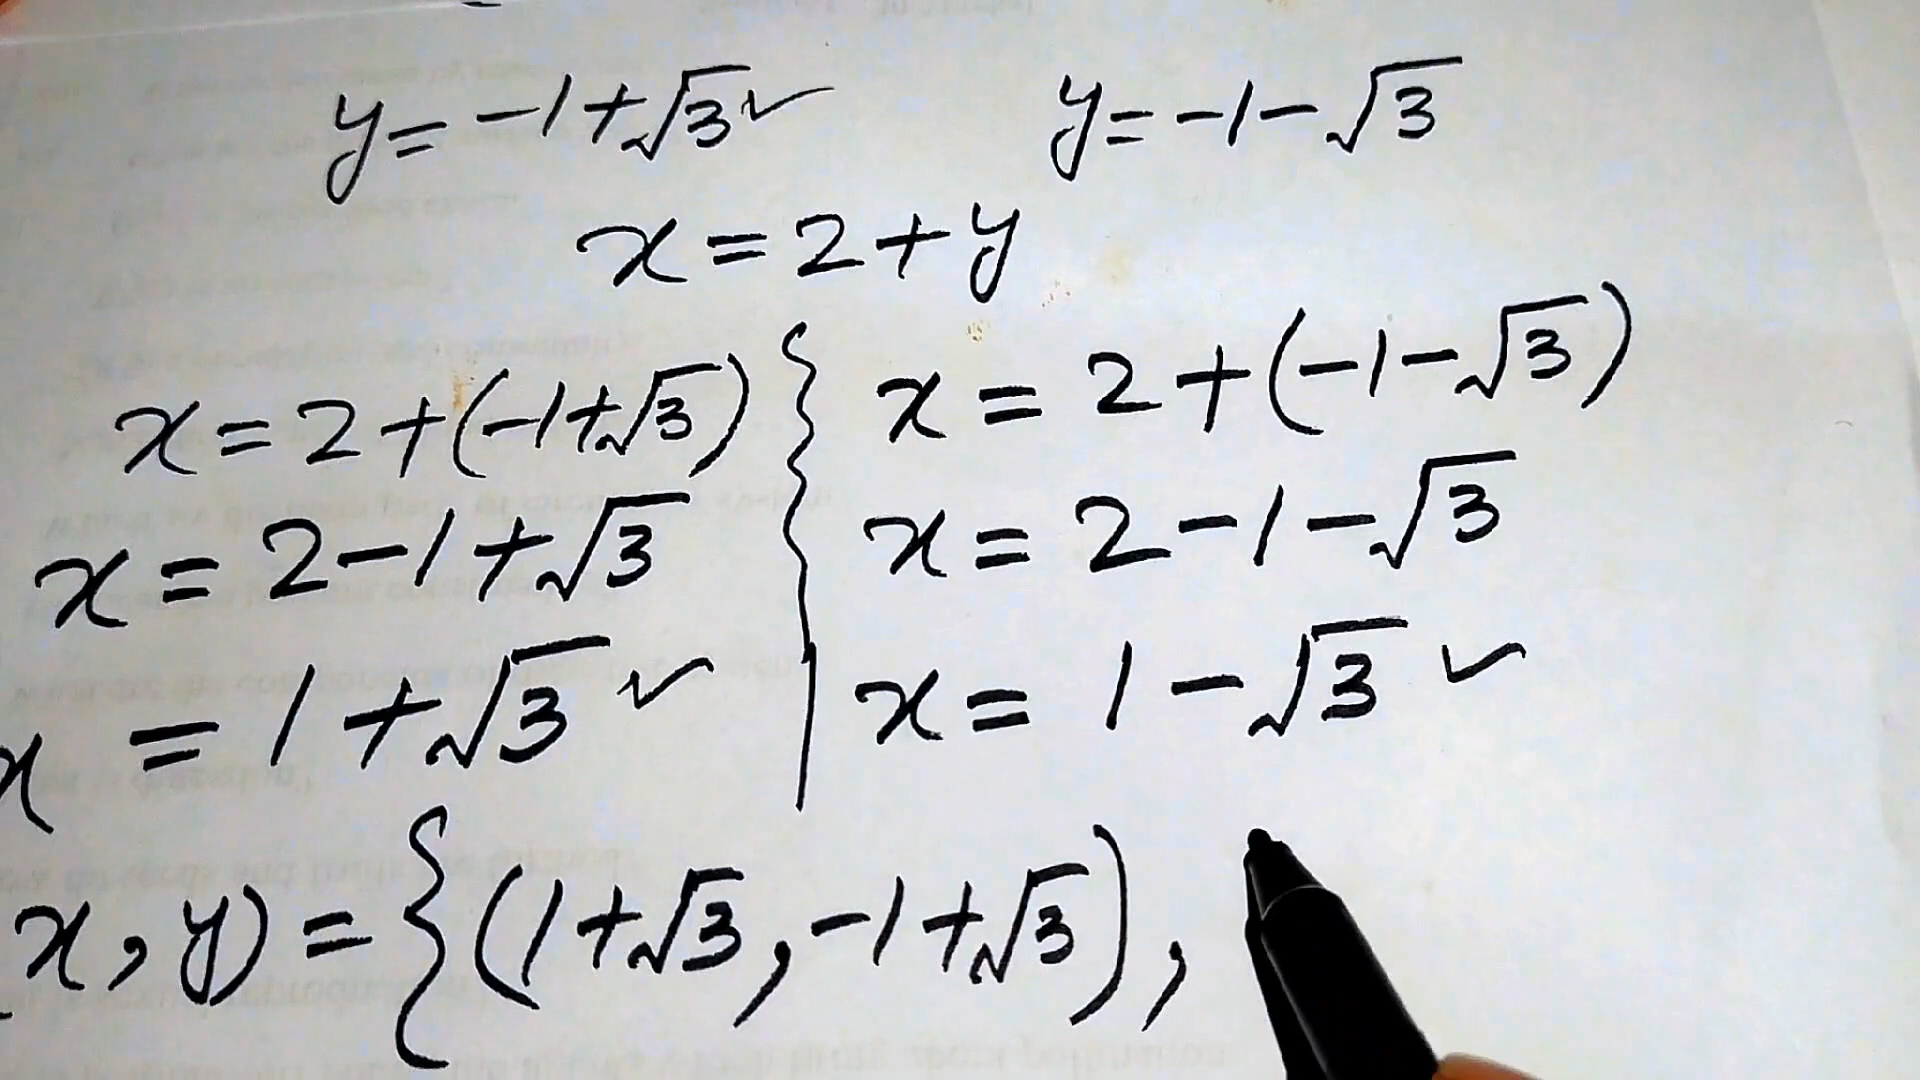 y = -1 + √3 ✓ y = -1 - √3
x = 2 + y
x = 2 + (-1 + √3) x = 2 + (-1 - √3)
x = 2 - 1 + √3 x = 2 - 1 - √3
x = 1 + √3 ✓ x = 1 - √3 ✓
x, y) = {(1 + √3, -1 + √3),